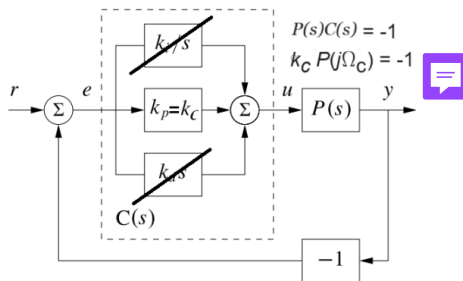 P(s)C(s) = -1
k_c P(jΩ_c) = -1
k_i/s
r
Σ
e
k_p=k_c
Σ
u
P(s)
y
k_d s
C(s)
−1